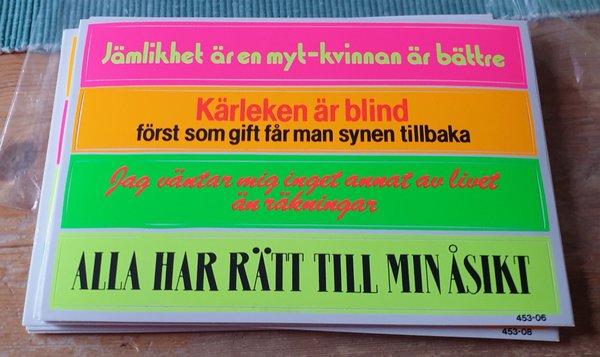 Jämlikhet är en myt-kvinnan är bättre
Kärleken är blind
först som gift får man synen tillbaka
Jag väntar mig inget annat av livet
än räkningar
ALLA HAR RÄTT TILL MIN ÅSIKT
453-06
453-08